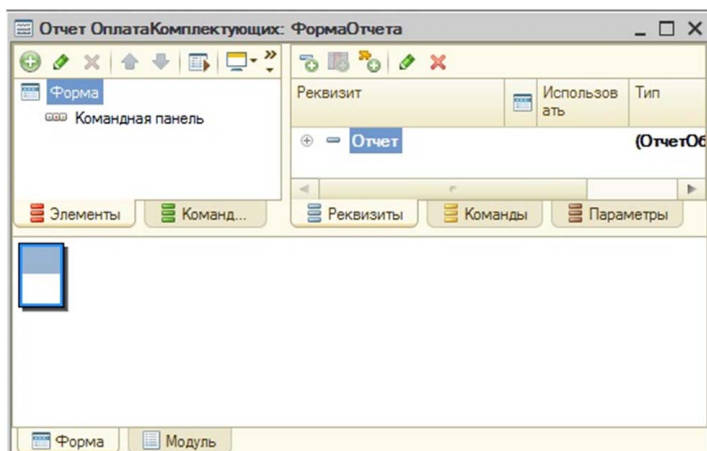 Отчет ОплатаКомплектующих: ФормаОтчета
Форма
Командная панель
Элементы Команд...
Реквизит Использов
ать Тип
Отчет (ОтчетОб
Реквизиты Команды Параметры
Форма Модуль